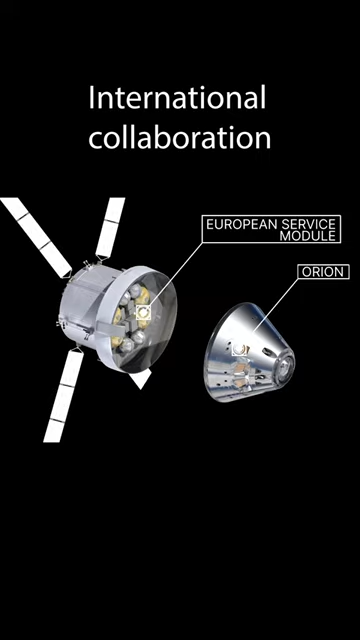 International
collaboration
EUROPEAN SERVICE
MODULE
ORION